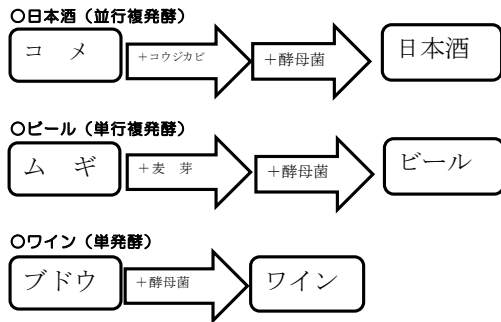 ○日本酒（並行複発酵）
コ　メ　＋コウジカビ　＋酵母菌　日本酒
○ビール（単行複発酵）
ム　ギ　＋麦　芽　＋酵母菌　ビール
○ワイン（単発酵）
ブドウ　＋酵母菌　ワイン